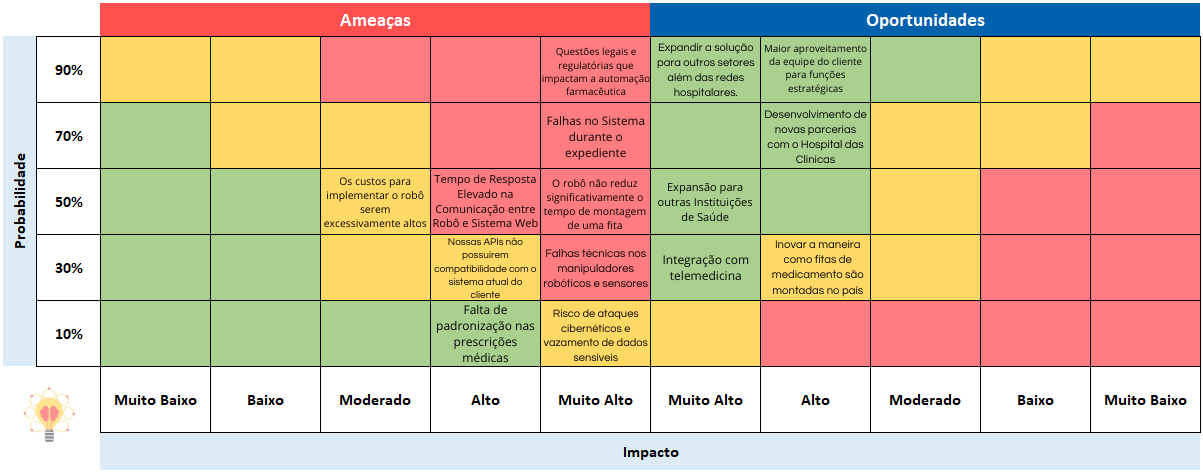 Ameaças
Oportunidades
Probabilidade
90%
Questões legais e
regulatórias que
impactam a automação
farmacêutica
Expandir a solução
para outros setores
além das redes
hospitalares.
Maior aproveitamento
da equipe do cliente
para funções
estratégicas
70%
Falhas no Sistema
durante o
expediente
Desenvolvimento de
novas parcerias
com o Hospital das
Clínicas
50%
Os custos para
implementar o robô
serem
excessivamente altos
Tempo de Resposta
Elevado na
Comunicação entre
Robô e Sistema Web
O robô não reduz
significativamente o
tempo de montagem
de uma fita
Expansão para
outras Instituições
de Saúde
30%
Nossas APIs não
possuirem
compatibilidade com o
sistema atual do
cliente
Falhas técnicas nos
manipuladores
robóticos e sensores
Integração com
telemedicina
Inovar a maneira
como fitas de
medicamento são
montadas no país
10%
Falta de
padronização nas
prescrições
médicas
Risco de ataques
cibernéticos e
vazamento de dados
sensíveis
Muito Baixo
Baixo
Moderado
Alto
Muito Alto
Muito Alto
Alto
Moderado
Baixo
Muito Baixo
Impacto